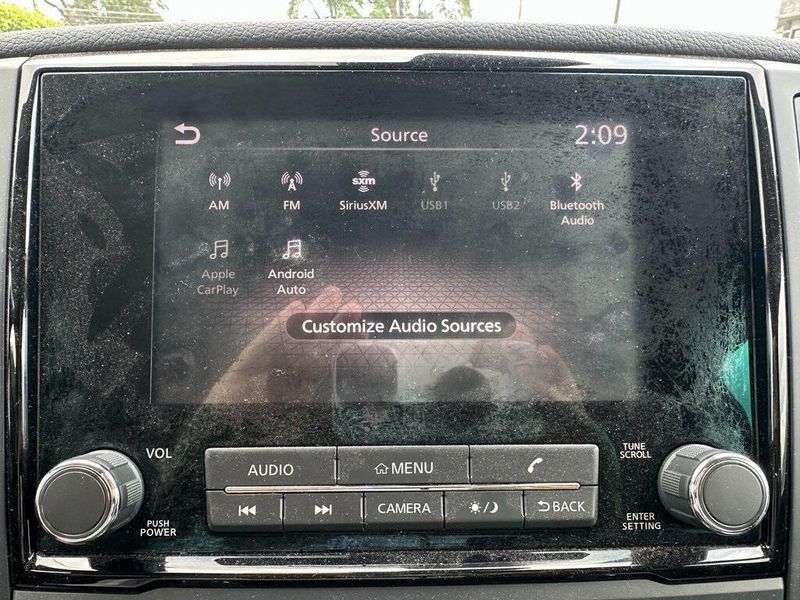 Source
2:09
AM
FM
sxm
SiriusXM
USB1
USB2
Bluetooth
Audio
Apple
CarPlay
Android
Auto
Customize Audio Sources
VOL
PUSH
POWER
AUDIO
MENU
CAMERA
BACK
TUNE
SCROLL
ENTER
SETTING